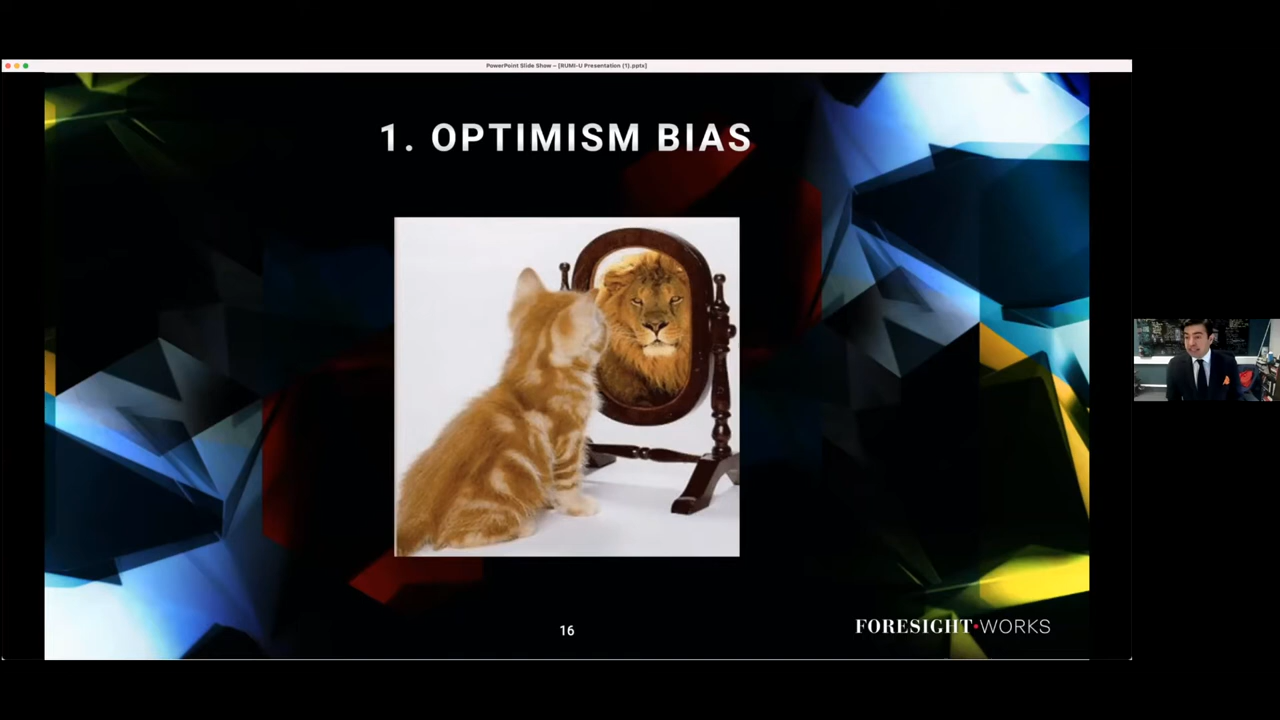 PowerPoint Slide Show – [RUMI-U Presentation (1).pptx]
1. OPTIMISM BIAS
16
FORESIGHT•WORKS